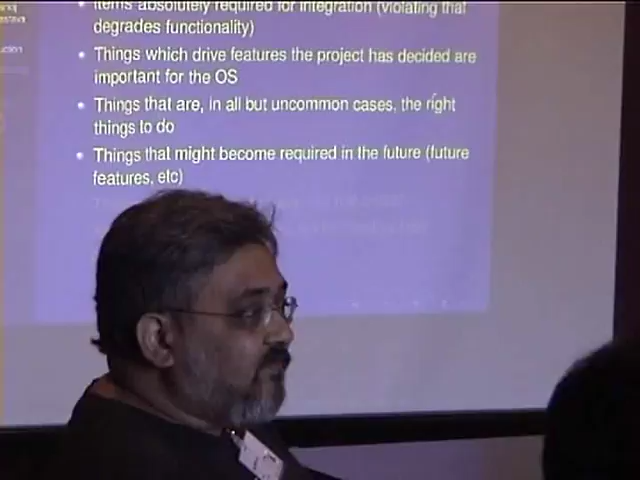 items absolutely required for integration (violating that
degrades functionality)
Things which drive features the project has decided are
important for the OS
Things that are, in all but uncommon cases, the right
things to do
Things that might become required in the future (future
features, etc)